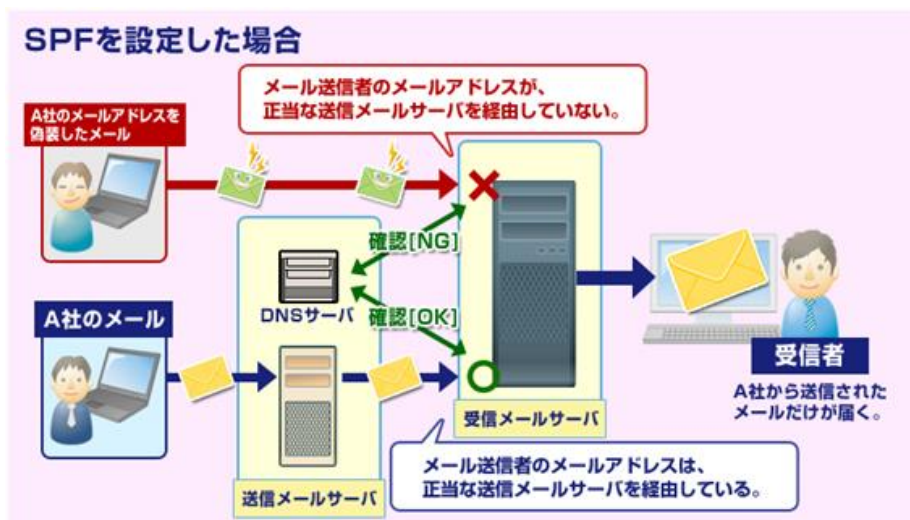 SPFを設定した場合
メール送信者のメールアドレスが、
正当な送信メールサーバを経由していない。
A社のメールアドレスを
偽装したメール
確認[NG]
DNSサーバ
確認[OK]
A社のメール
受信者
A社から送信された
メールだけが届く。
受信メールサーバ
メール送信者のメールアドレスは、
正当な送信メールサーバを経由している。
送信メールサーバ